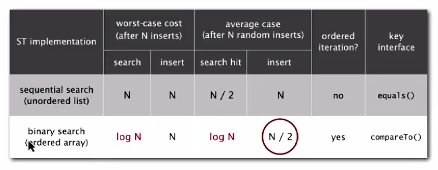 ST implementation
worst-case cost
(after N inserts)
average case
(after N random inserts)
ordered
iteration?
key
interface
search
insert
search hit
insert
sequential search
(unordered list)
N
N
N / 2
N
no
equals()
binary search
(ordered array)
log N
N
log N
N / 2
yes
compareTo()